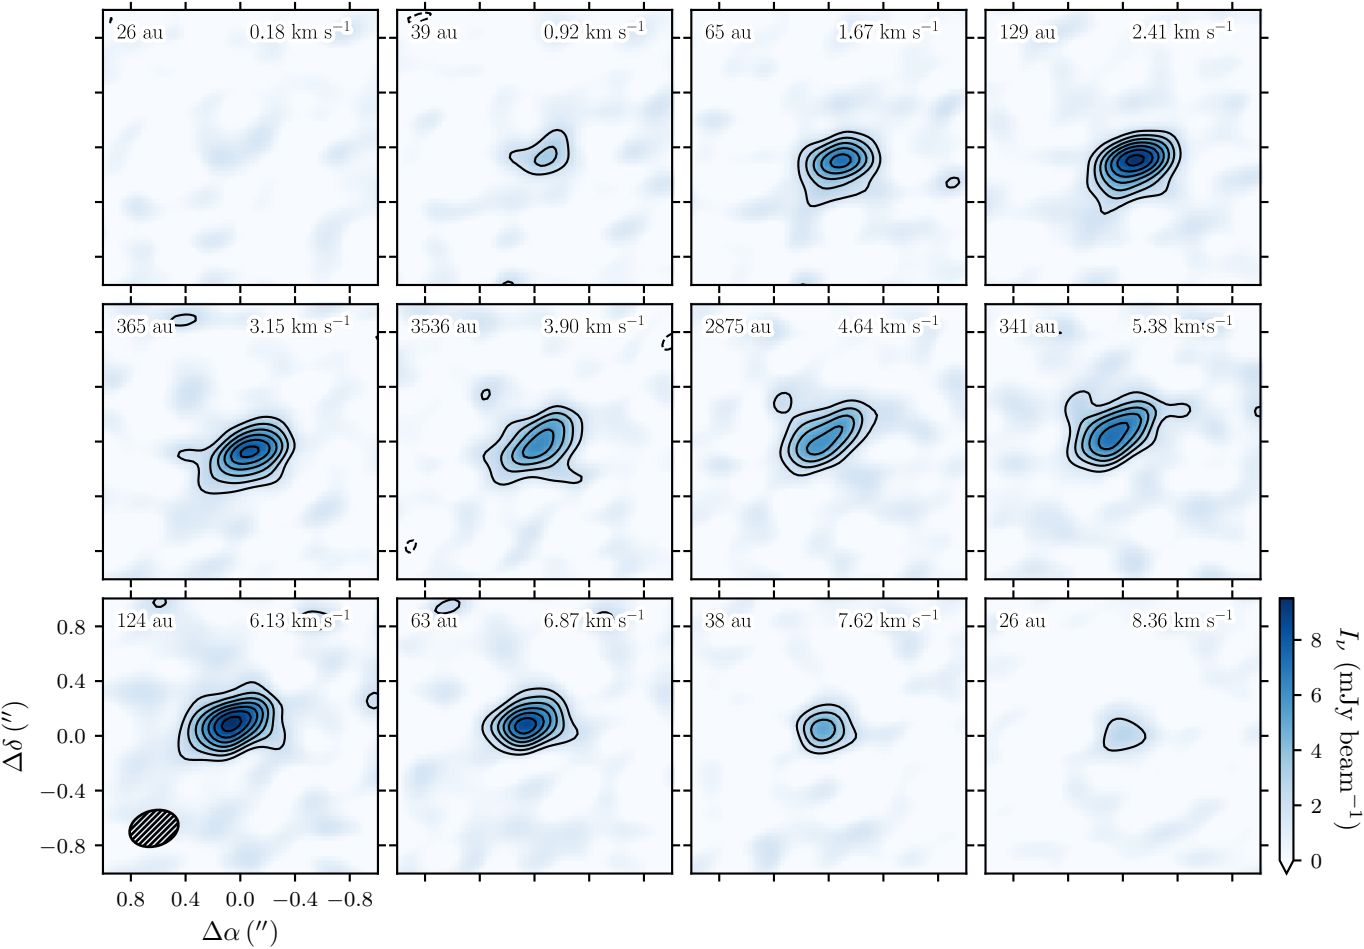 26 au 0.18 km s⁻¹
39 au 0.92 km s⁻¹
65 au 1.67 km s⁻¹
129 au 2.41 km s⁻¹
365 au 3.15 km s⁻¹
3536 au 3.90 km s⁻¹
2875 au 4.64 km s⁻¹
341 au 5.38 km s⁻¹
124 au 6.13 km s⁻¹
63 au 6.87 km s⁻¹
38 au 7.62 km s⁻¹
26 au 8.36 km s⁻¹
0.8
0.4
0.0
−0.4
−0.8
Δδ (″)
0.8 0.4 0.0 −0.4 −0.8
Δα (″)
8
6
4
2
0
Iν (mJy beam⁻¹)